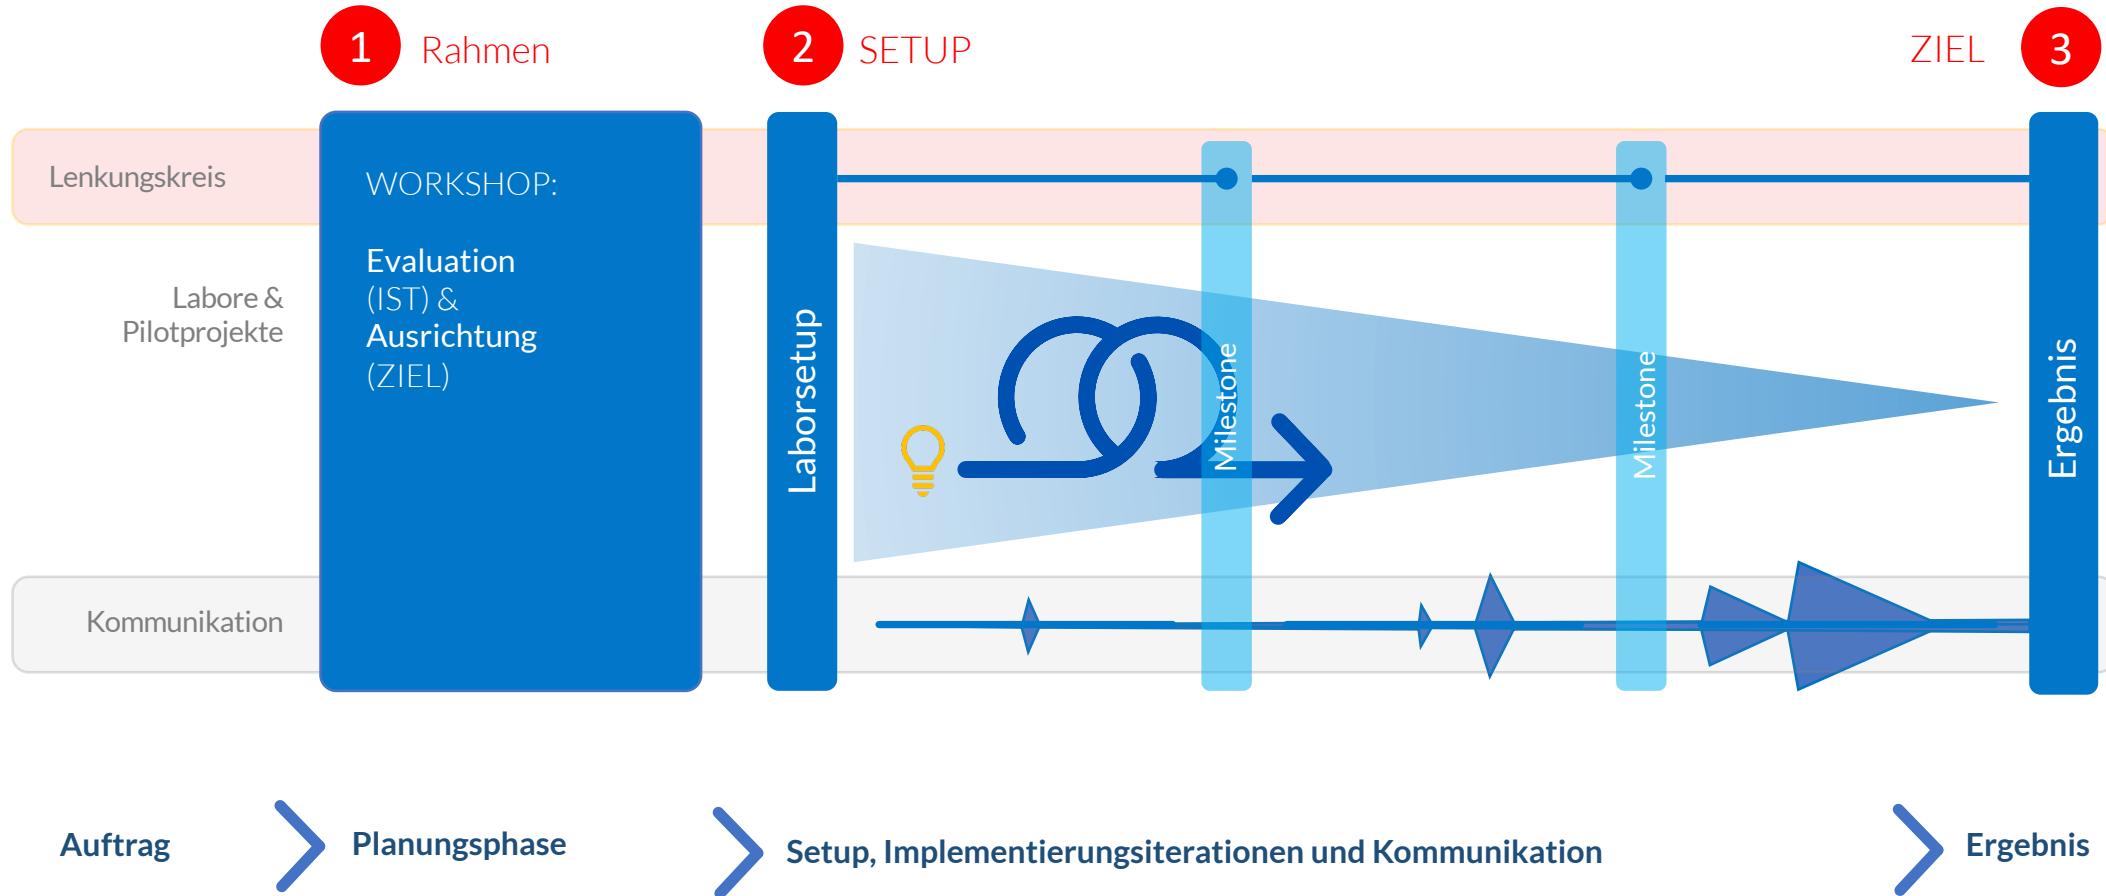 1 Rahmen
2 SETUP
ZIEL 3
Lenkungskreis
Labore &
Pilotprojekte
Kommunikation
WORKSHOP:
Evaluation
(IST) &
Ausrichtung
(ZIEL)
Laborsetup
Milestone
Milestone
Ergebnis
Auftrag
Planungsphase
Setup, Implementierungsiterationen und Kommunikation
Ergebnis